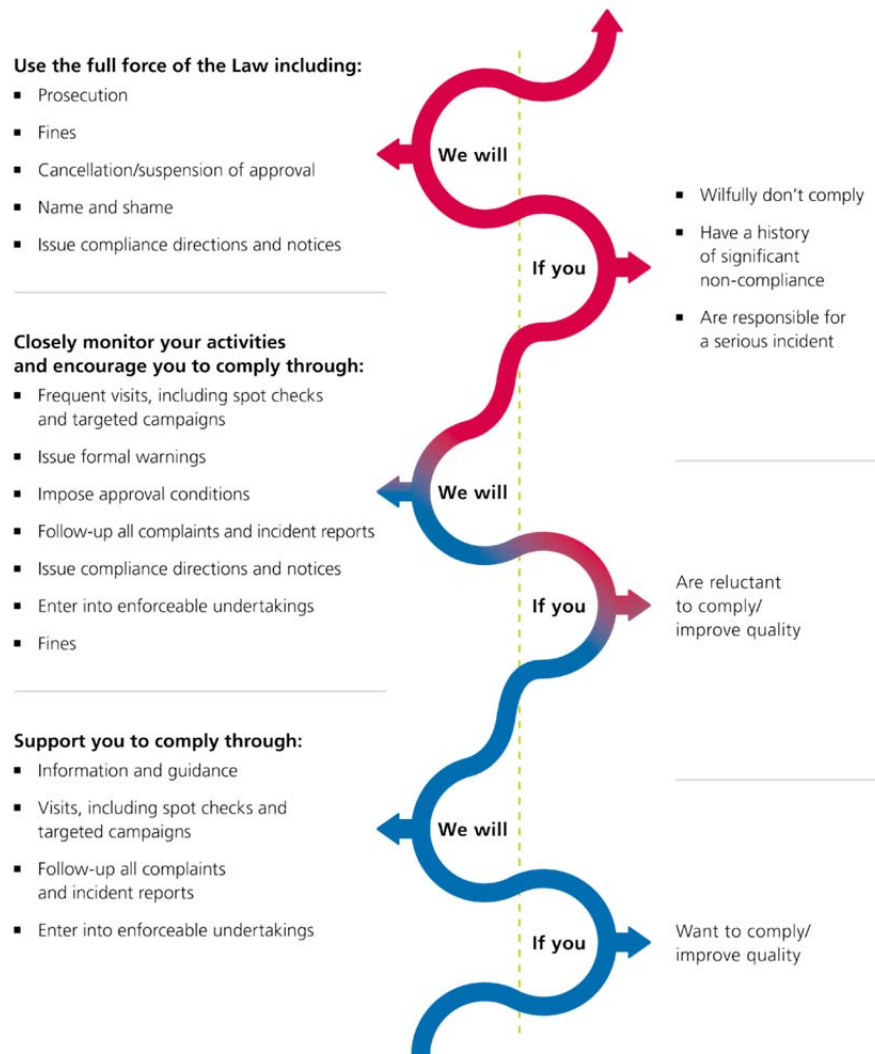 Use the full force of the Law including:
▪ Prosecution
▪ Fines
▪ Cancellation/suspension of approval
▪ Name and shame
▪ Issue compliance directions and notices
We will
If you
▪ Wilfully don't comply
▪ Have a history
of significant
non-compliance
▪ Are responsible for
a serious incident
Closely monitor your activities
and encourage you to comply through:
▪ Frequent visits, including spot checks
and targeted campaigns
▪ Issue formal warnings
▪ Impose approval conditions
▪ Follow-up all complaints and incident reports
▪ Issue compliance directions and notices
▪ Enter into enforceable undertakings
▪ Fines
We will
If you
Are reluctant
to comply/
improve quality
Support you to comply through:
▪ Information and guidance
▪ Visits, including spot checks and
targeted campaigns
▪ Follow-up all complaints
and incident reports
▪ Enter into enforceable undertakings
We will
If you
Want to comply/
improve quality